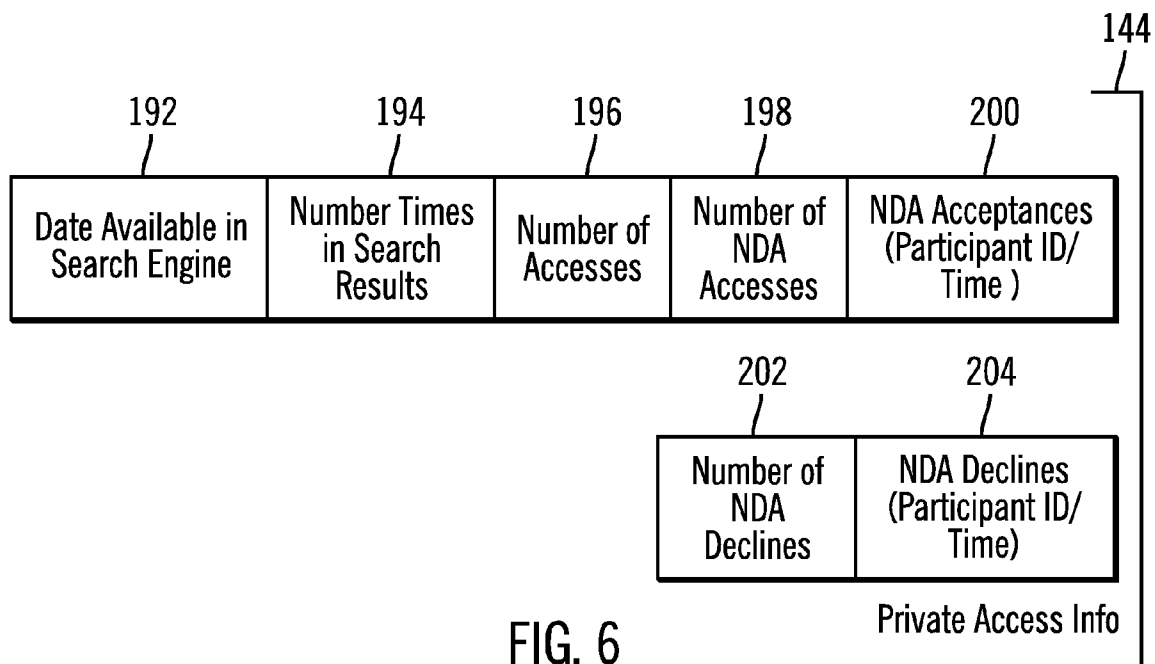 144
192 194 196 198 200
Date Available in
Search Engine
Number Times
in Search
Results
Number of
Accesses
Number of
NDA
Accesses
NDA Acceptances
(Participant ID/
Time )
202 204
Number of
NDA
Declines
NDA Declines
(Participant ID/
Time)
Private Access Info
FIG. 6